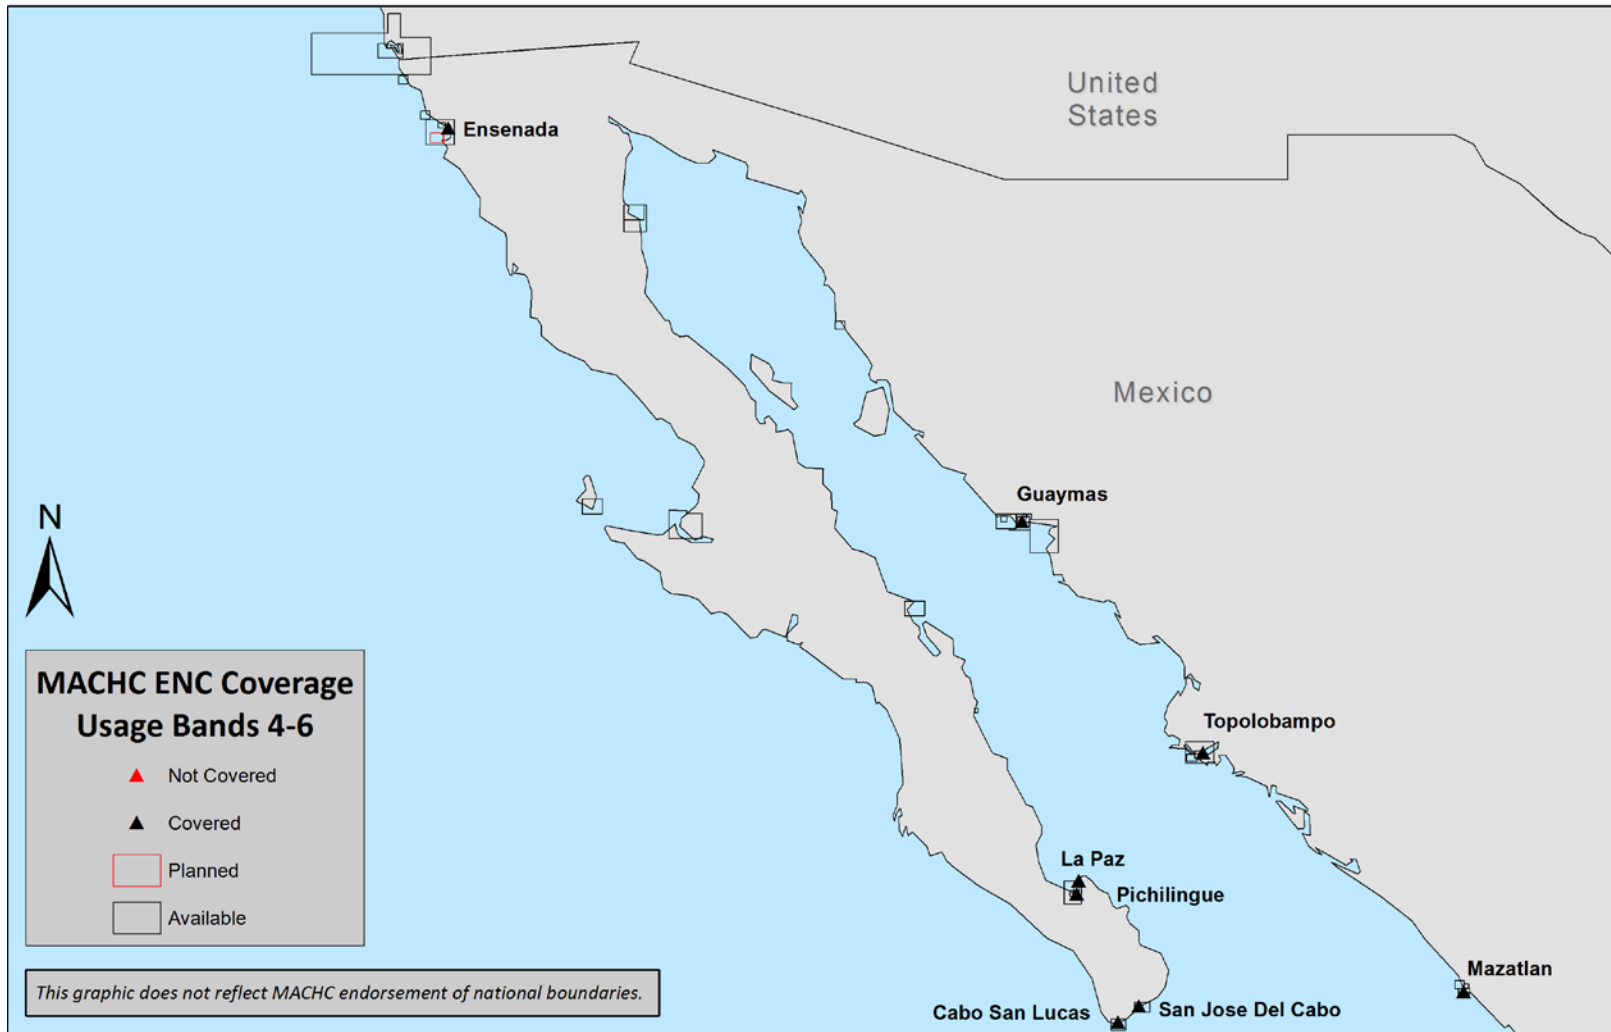 United
States
Ensenada
Mexico
Guaymas
N
MACHC ENC Coverage
Usage Bands 4-6
Not Covered
Covered
Planned
Available
Topolobampo
La Paz
Pichilingue
Mazatlan
This graphic does not reflect MACHC endorsement of national boundaries.
Cabo San Lucas
San Jose Del Cabo